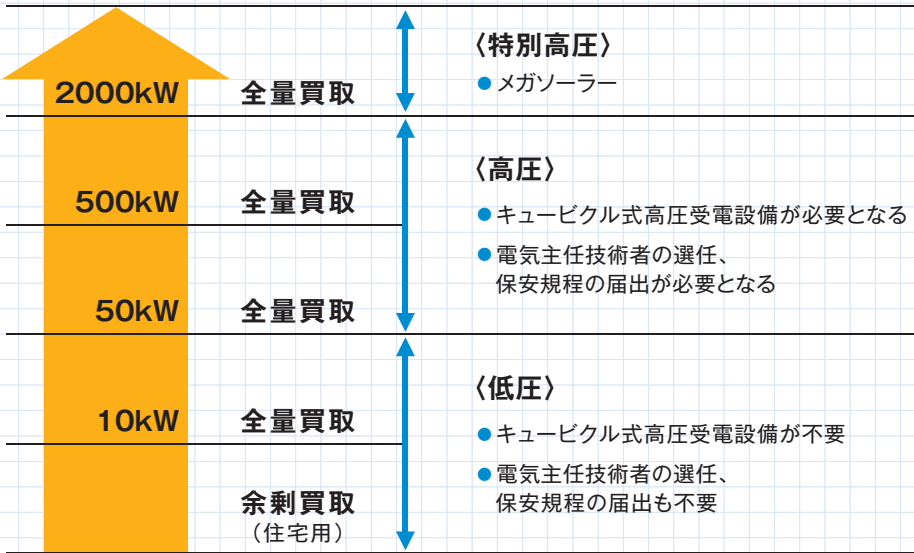 〈特別高圧〉
●メガソーラー
2000kW 全量買取
〈高圧〉
500kW 全量買取
●キュービクル式高圧受電設備が必要となる
●電気主任技術者の選任、
保安規程の届出が必要となる
50kW 全量買取
〈低圧〉
10kW 全量買取
●キュービクル式高圧受電設備が不要
●電気主任技術者の選任、
保安規程の届出も不要
余剰買取
（住宅用）